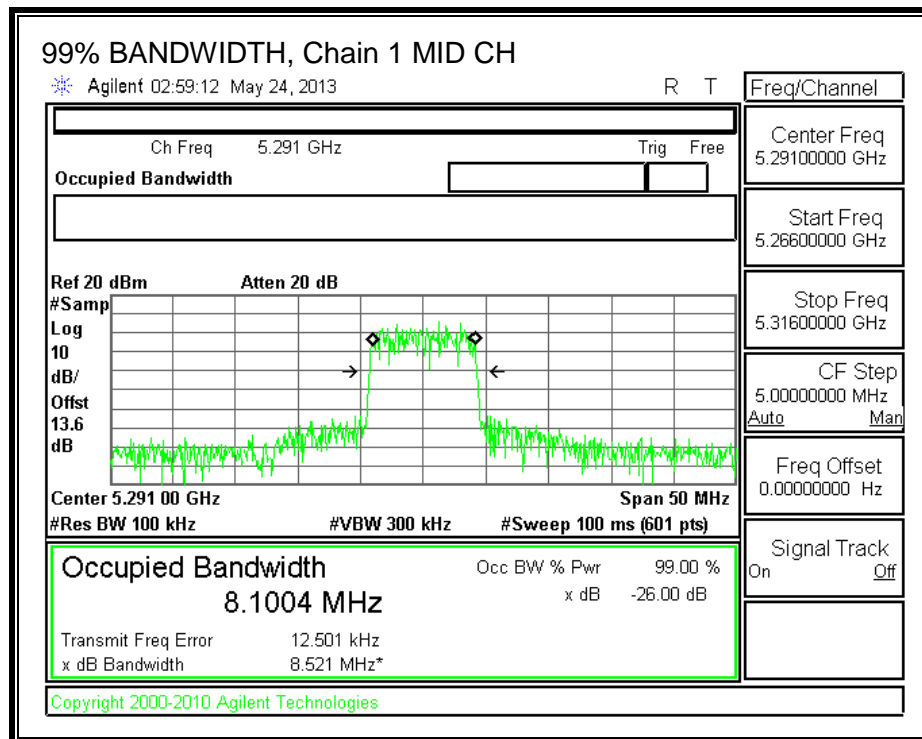 99% BANDWIDTH, Chain 1 MID CH
Agilent 02:59:12 May 24, 2013 R T
Freq/Channel
Ch Freq 5.291 GHz Trig Free
Occupied Bandwidth
Center Freq
5.29100000 GHz
Start Freq
5.26600000 GHz
Stop Freq
5.31600000 GHz
CF Step
5.00000000 MHz
Auto Man
Freq Offset
0.00000000 Hz
Signal Track
On Off
Ref 20 dBm Atten 20 dB
#Samp
Log
10
dB/
Offst
13.6
dB
Center 5.291 00 GHz Span 50 MHz
#Res BW 100 kHz #VBW 300 kHz #Sweep 100 ms (601 pts)
Occupied Bandwidth
8.1004 MHz
Occ BW % Pwr 99.00 %
x dB -26.00 dB
Transmit Freq Error 12.501 kHz
x dB Bandwidth 8.521 MHz*
Copyright 2000-2010 Agilent Technologies